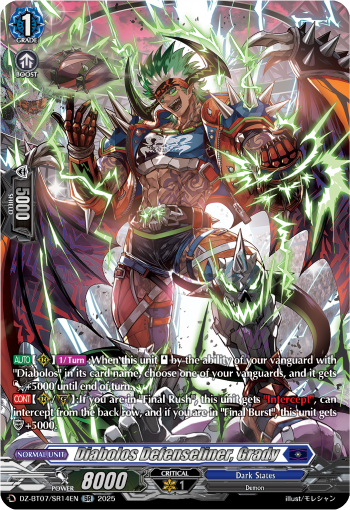 1
GRADE
BOOST
5000
SHIELD
AUTO [ (R) ] 1/Turn :When this unit by the ability of your vanguard with
"Diabolos" in its card name, choose one of your vanguards, and it gets
+5000 until end of turn.
CONT [ (R) / (G) ]:If you are in "Final Rush", this unit gets "Intercept", can
intercept from the back row, and if you are in "Final Burst", this unit gets
+5000.
NORMAL UNIT
Diabolos Defenseliner, Grady
POWER 8000
CRITICAL
1
Dark States
Demon
DZ-BT07/SR14EN SR 2025
illust/モレシャン